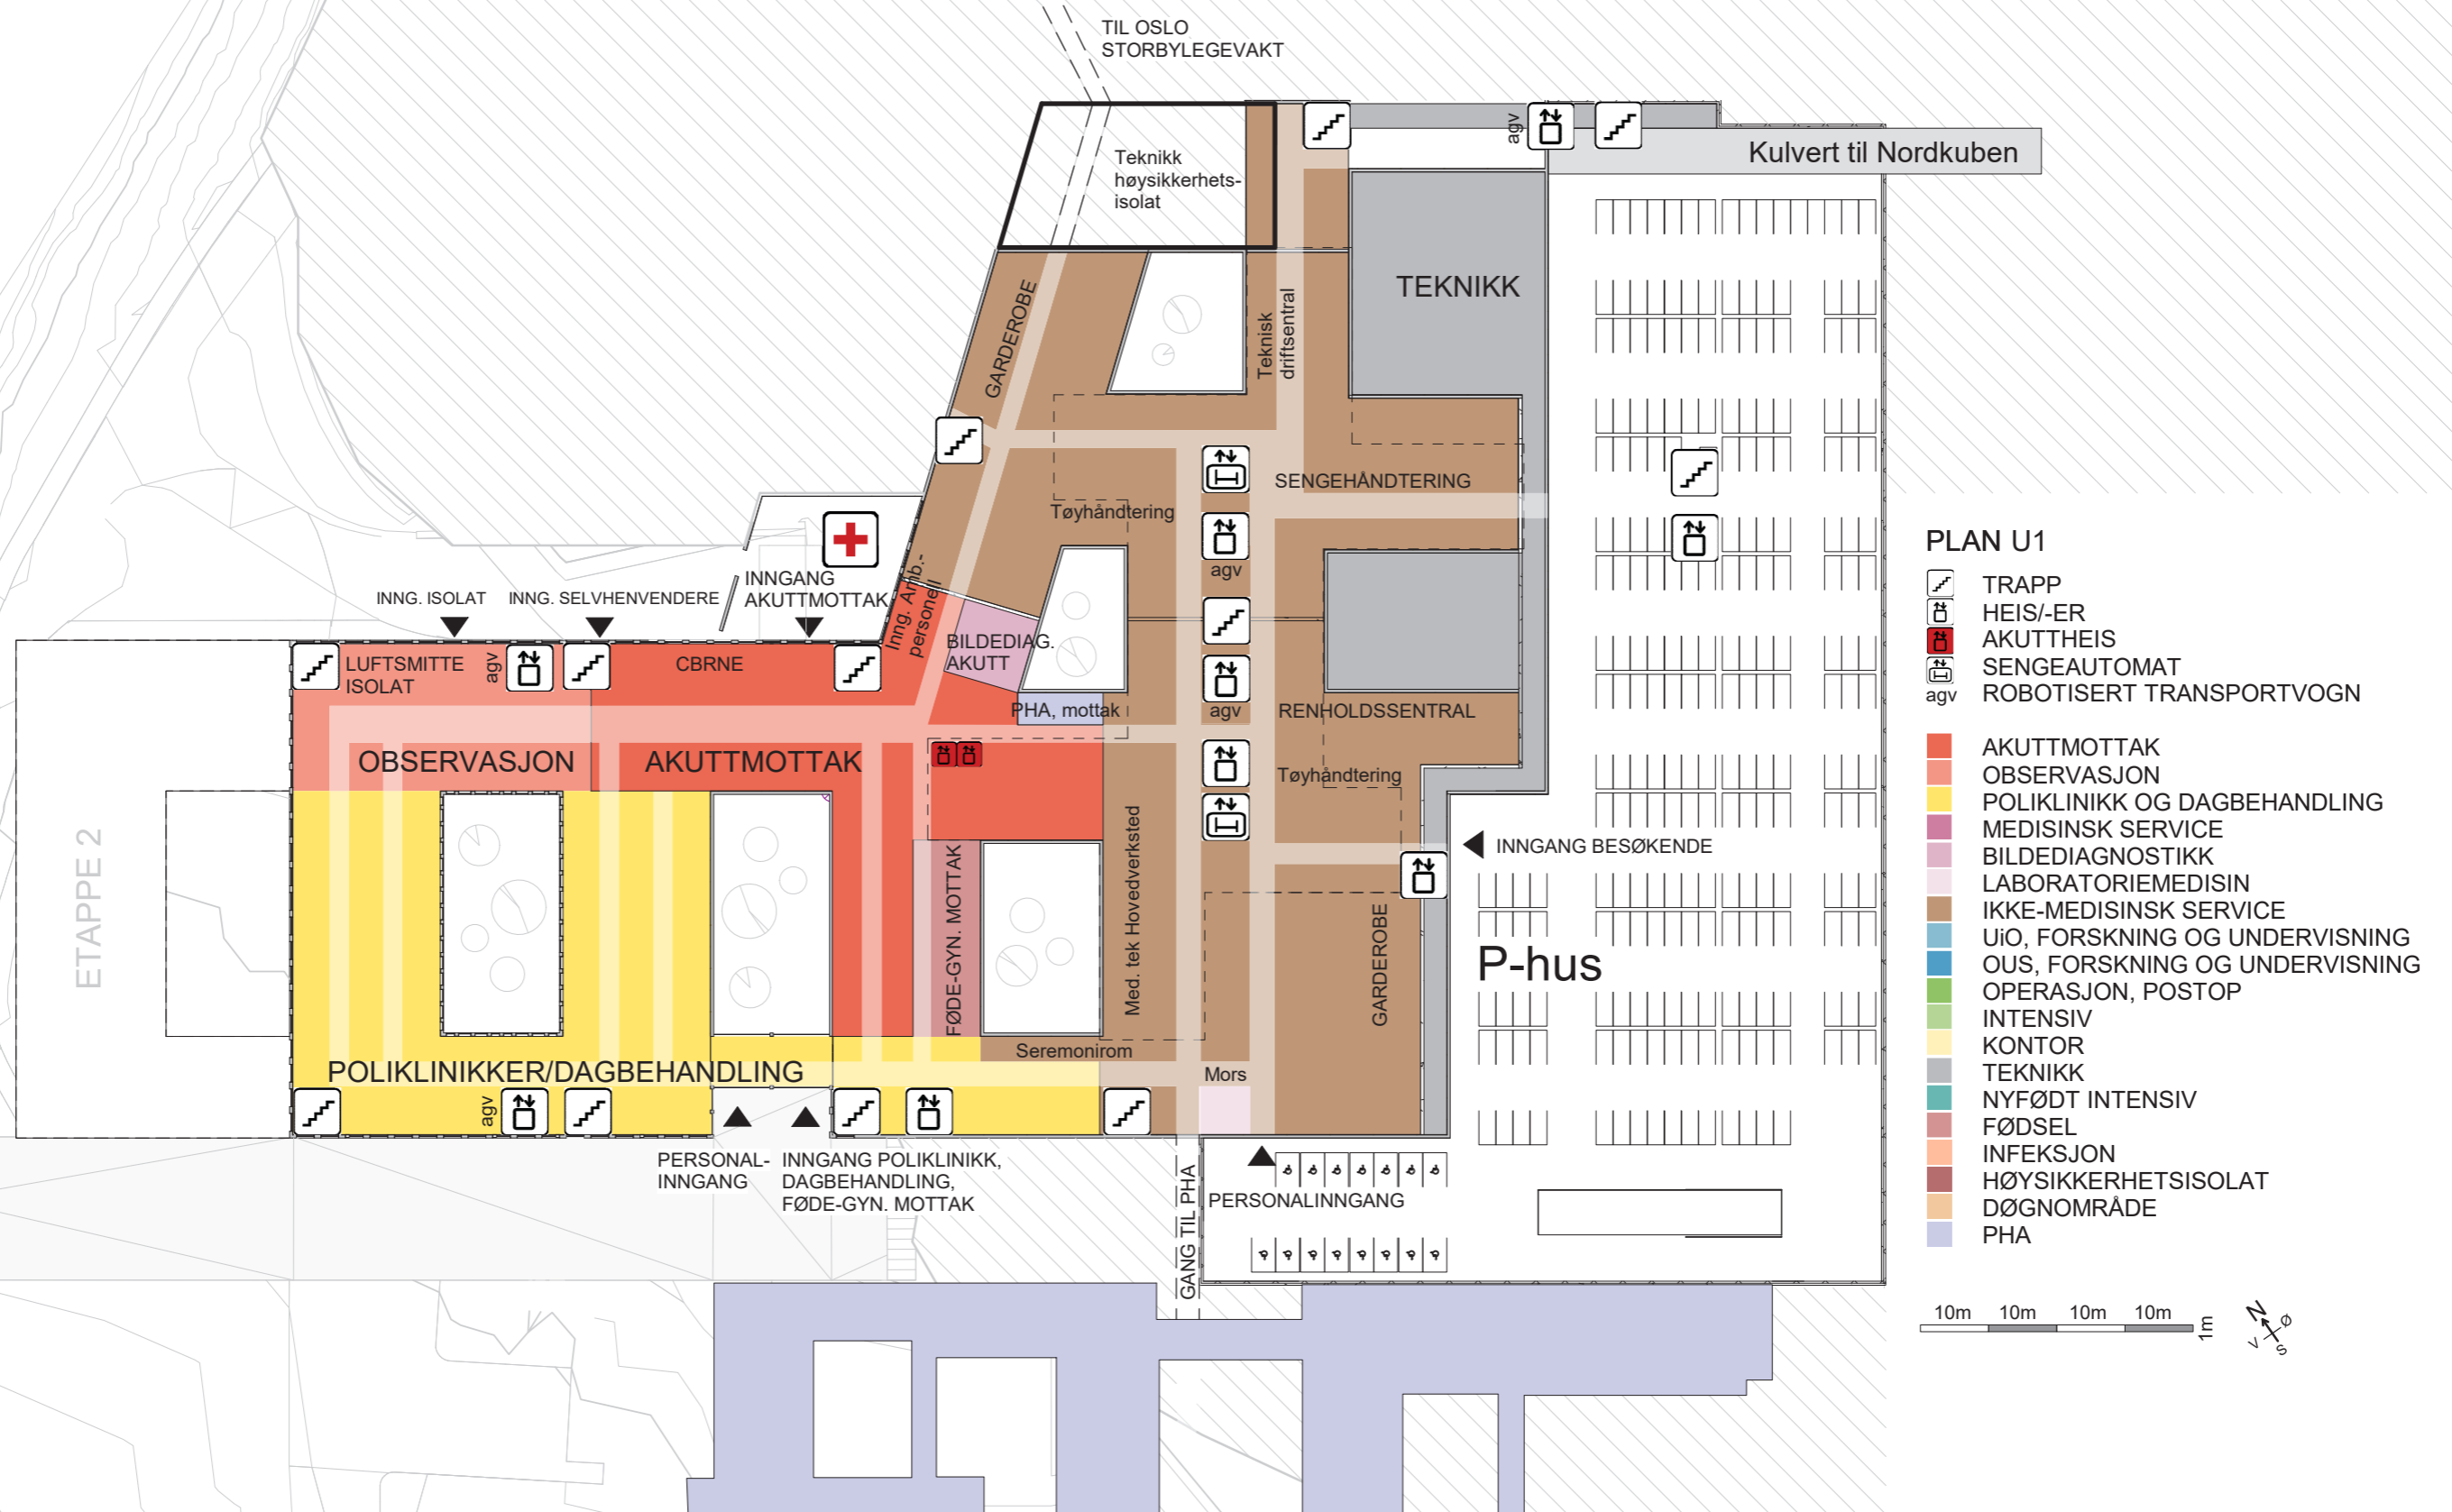 TIL OSLO
STORBYLEGEVAKT
agv
Kulvert til Nordkuben
Teknikk
høysikkerhets-
isolat
TEKNIKK
GARDEROBE
Teknisk
driftsentral
SENGEHÅNDTERING
Tøyhåndtering
agv
INNGANG
AKUTTMOTTAK
INNG. ISOLAT
INNG. SELVHENVENDERE
Inng. Amb.-
personell
BILDEDIAG.
AKUTT
LUFTSMITTE
ISOLAT
agv
CBRNE
PHA, mottak
agv
RENHOLDSSENTRAL
OBSERVASJON
AKUTTMOTTAK
Tøyhåndtering
ETAPPE 2
FØDE-GYN. MOTTAK
Med. tek Hovedverksted
GARDEROBE
INNGANG BESØKENDE
P-hus
Seremonirom
POLIKLINIKKER/DAGBEHANDLING
Mors
agv
PERSONAL-
INNGANG
INNGANG POLIKLINIKK,
DAGBEHANDLING,
FØDE-GYN. MOTTAK
GANG TIL PHA
PERSONALINNGANG
PLAN U1
TRAPP
HEIS/-ER
AKUTTHEIS
SENGEAUTOMAT
agv ROBOTISERT TRANSPORTVOGN
AKUTTMOTTAK
OBSERVASJON
POLIKLINIKK OG DAGBEHANDLING
MEDISINSK SERVICE
BILDEDIAGNOSTIKK
LABORATORIEMEDISIN
IKKE-MEDISINSK SERVICE
UiO, FORSKNING OG UNDERVISNING
OUS, FORSKNING OG UNDERVISNING
OPERASJON, POSTOP
INTENSIV
KONTOR
TEKNIKK
NYFØDT INTENSIV
FØDSEL
INFEKSJON
HØYSIKKERHETSISOLAT
DØGNOMRÅDE
PHA
10m 10m 10m 10m
1m
N
Ø
V
S